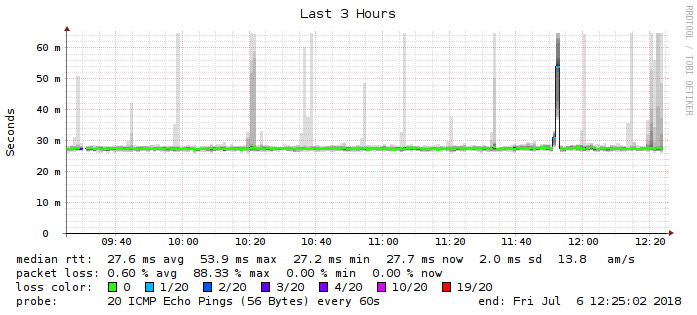 Last 3 Hours
RRDTOOL / TOBI OETIKER
Seconds
60 m
50 m
40 m
30 m
20 m
10 m
0
09:40 10:00 10:20 10:40 11:00 11:20 11:40 12:00 12:20
median rtt: 27.6 ms avg 53.9 ms max 27.2 ms min 27.7 ms now 2.0 ms sd 13.8 am/s
packet loss: 0.60 % avg 88.33 % max 0.00 % min 0.00 % now
loss color: 0 1/20 2/20 3/20 4/20 10/20 19/20
probe: 20 ICMP Echo Pings (56 Bytes) every 60s end: Fri Jul 6 12:25:02 2018